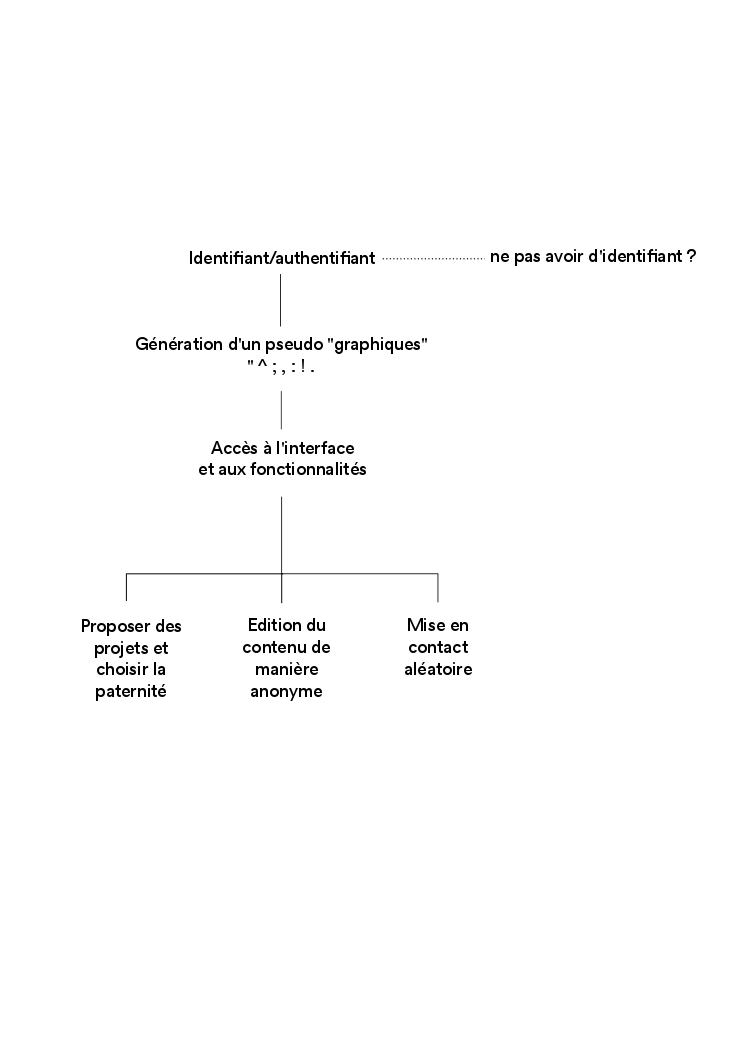 Identifiant/authentifiant ne pas avoir d'identifiant ?
Génération d'un pseudo "graphiques"
" ^ ; , : ! .
Accès à l'interface
et aux fonctionnalités
Proposer des
projets et
choisir la
paternité
Edition du
contenu de
manière
anonyme
Mise en
contact
aléatoire